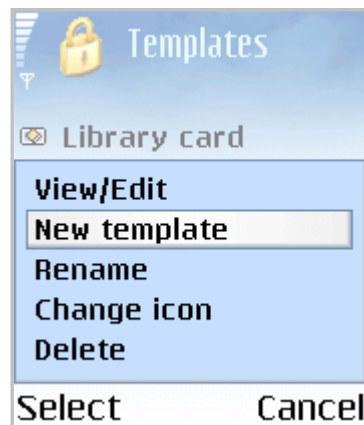 Templates
Library card
View/Edit
New template
Rename
Change icon
Delete
Select Cancel